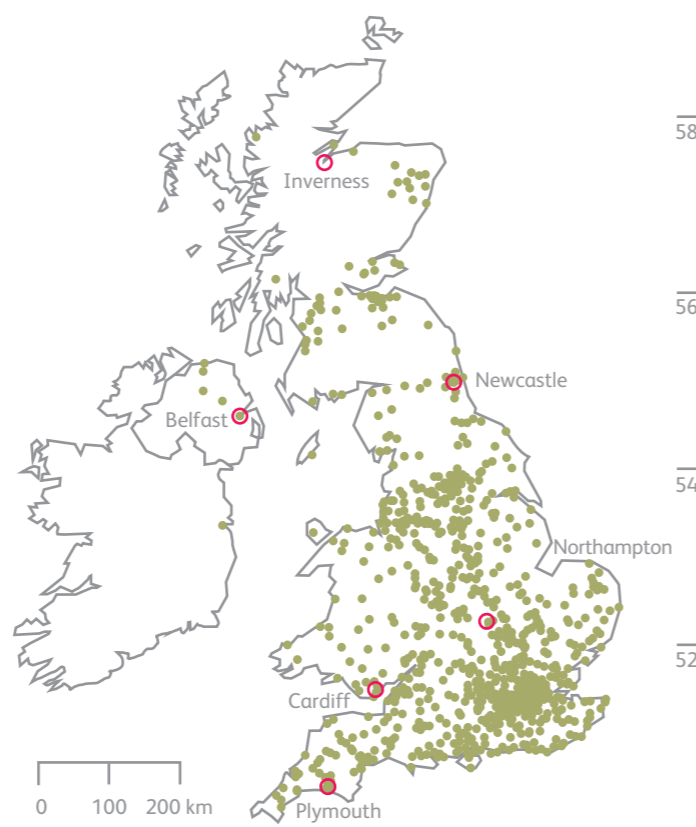 58
Inverness
56
Newcastle
Belfast
54
Northampton
52
Cardiff
0 100 200 km
Plymouth